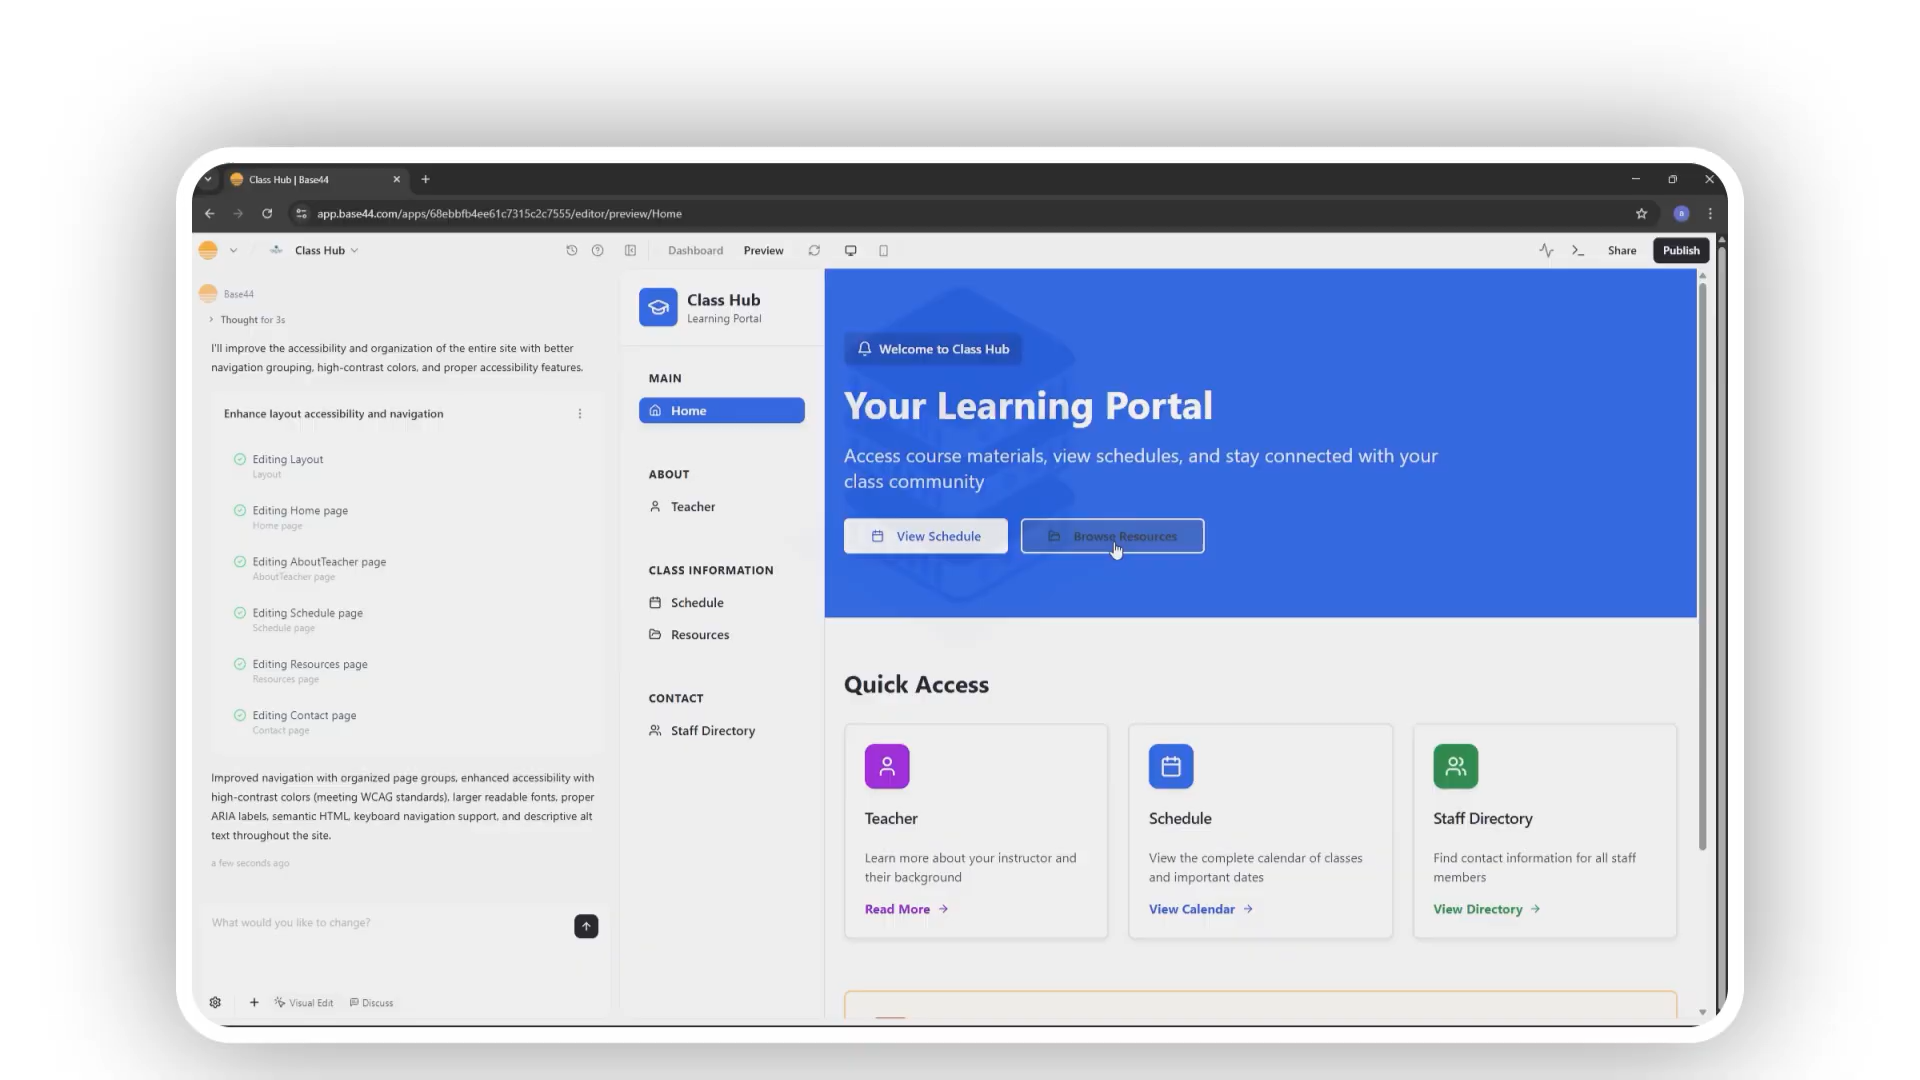 Class Hub | Base44
app.base44.com/apps/68ebbfb4ee61c7315c2c7555/editor/preview/Home
Class Hub
Dashboard
Preview
Share
Publish
Base44
Thought for 3s
I'll improve the accessibility and organization of the entire site with better
navigation grouping, high-contrast colors, and proper accessibility features.
Enhance layout accessibility and navigation
Editing Layout
Layout
Editing Home page
Home page
Editing AboutTeacher page
AboutTeacher page
Editing Schedule page
Schedule page
Editing Resources page
Resources page
Editing Contact page
Contact page
Improved navigation with organized page groups, enhanced accessibility with
high-contrast colors (meeting WCAG standards), larger readable fonts, proper
ARIA labels, semantic HTML, keyboard navigation support, and descriptive alt
text throughout the site.
a few seconds ago
What would you like to change?
Visual Edit
Discuss
Class Hub
Learning Portal
MAIN
Home
ABOUT
Teacher
CLASS INFORMATION
Schedule
Resources
CONTACT
Staff Directory
Welcome to Class Hub
Your Learning Portal
Access course materials, view schedules, and stay connected with your
class community
View Schedule
Browse Resources
Quick Access
Teacher
Learn more about your instructor and
their background
Read More
Schedule
View the complete calendar of classes
and important dates
View Calendar
Staff Directory
Find contact information for all staff
members
View Directory